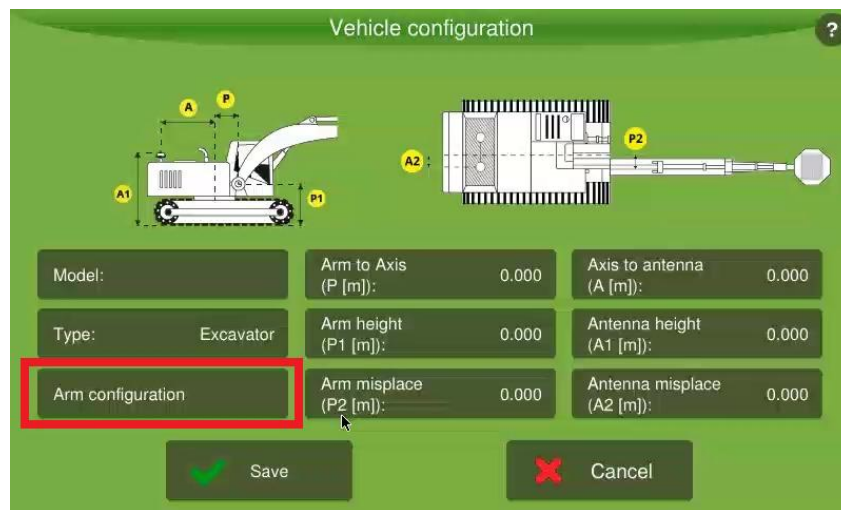 Vehicle configuration
?
A
P
A1
P1
A2
P2
Model:
Arm to Axis
(P [m]):
0.000
Axis to antenna
(A [m]):
0.000
Type:
Excavator
Arm height
(P1 [m]):
0.000
Antenna height
(A1 [m]):
0.000
Arm configuration
Arm misplace
(P2 [m]):
0.000
Antenna misplace
(A2 [m]):
0.000
Save
Cancel